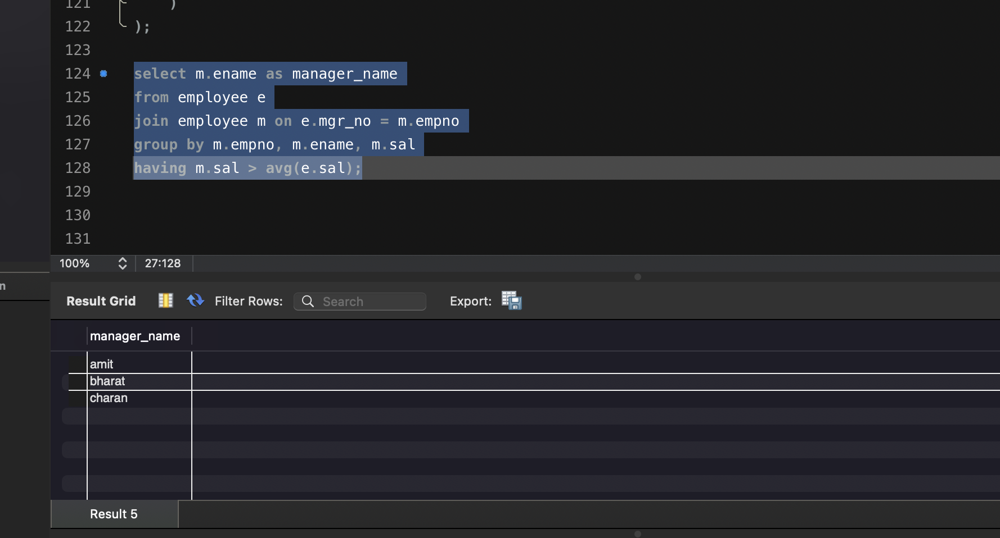 121 )
122 );
123
124 select m.ename as manager_name
125 from employee e
126 join employee m on e.mgr_no = m.empno
127 group by m.empno, m.ename, m.sal
128 having m.sal > avg(e.sal);
129
130
131
100% 27:128
n
Result Grid Filter Rows: Search Export:
manager_name
amit
bharat
charan
Result 5